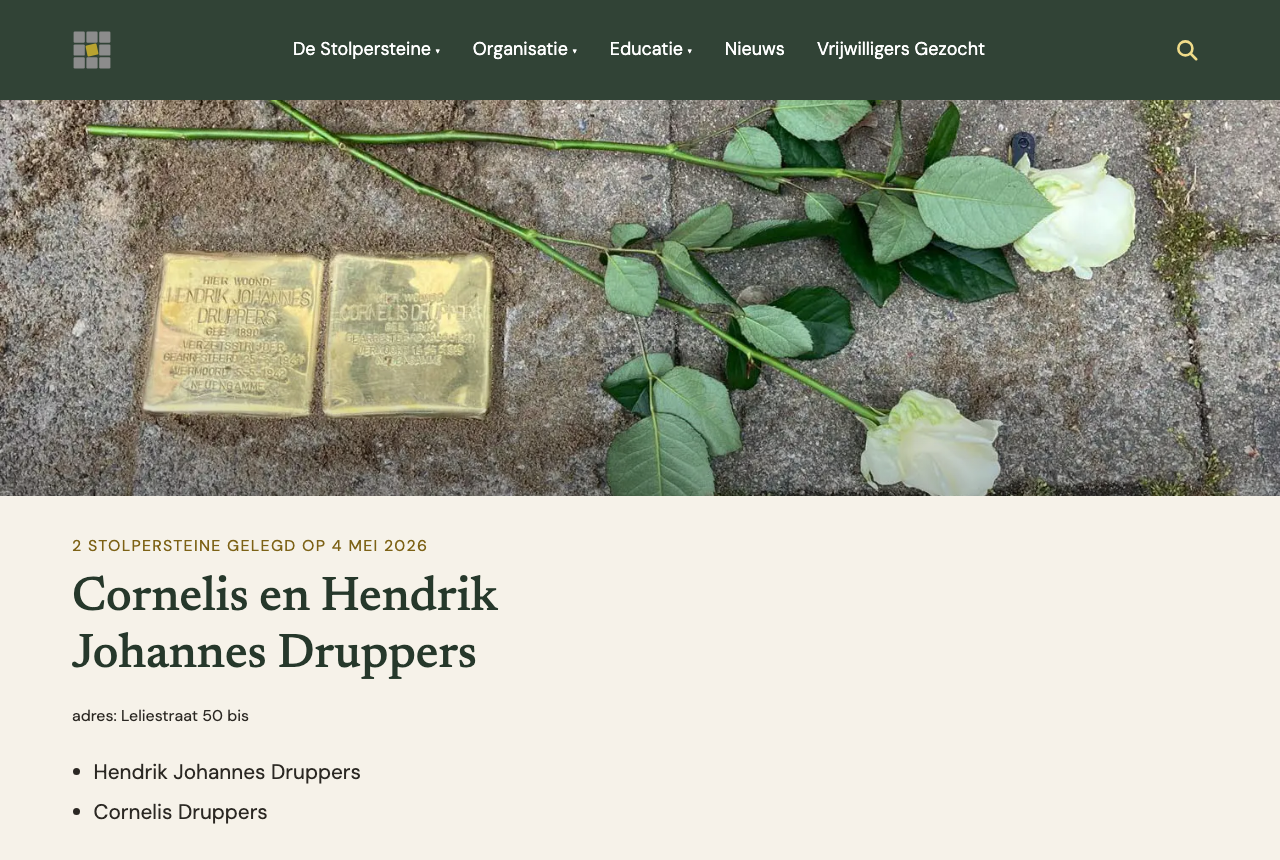 De Stolpersteine ▾ Organisatie ▾ Educatie ▾ Nieuws Vrijwilligers Gezocht
HIER WOONDE
HENDRIK JOHANNES
DRUPPERS
GEB. 1890
VERZETSSTRIJDER
GEARRESTEERD
VERMOORD
NEUENGAMME
CORNELIS DRUPPERS
2 STOLPERSTEINE GELEGD OP 4 MEI 2026
Cornelis en Hendrik
Johannes Druppers
adres: Leliestraat 50 bis
• Hendrik Johannes Druppers
• Cornelis Druppers